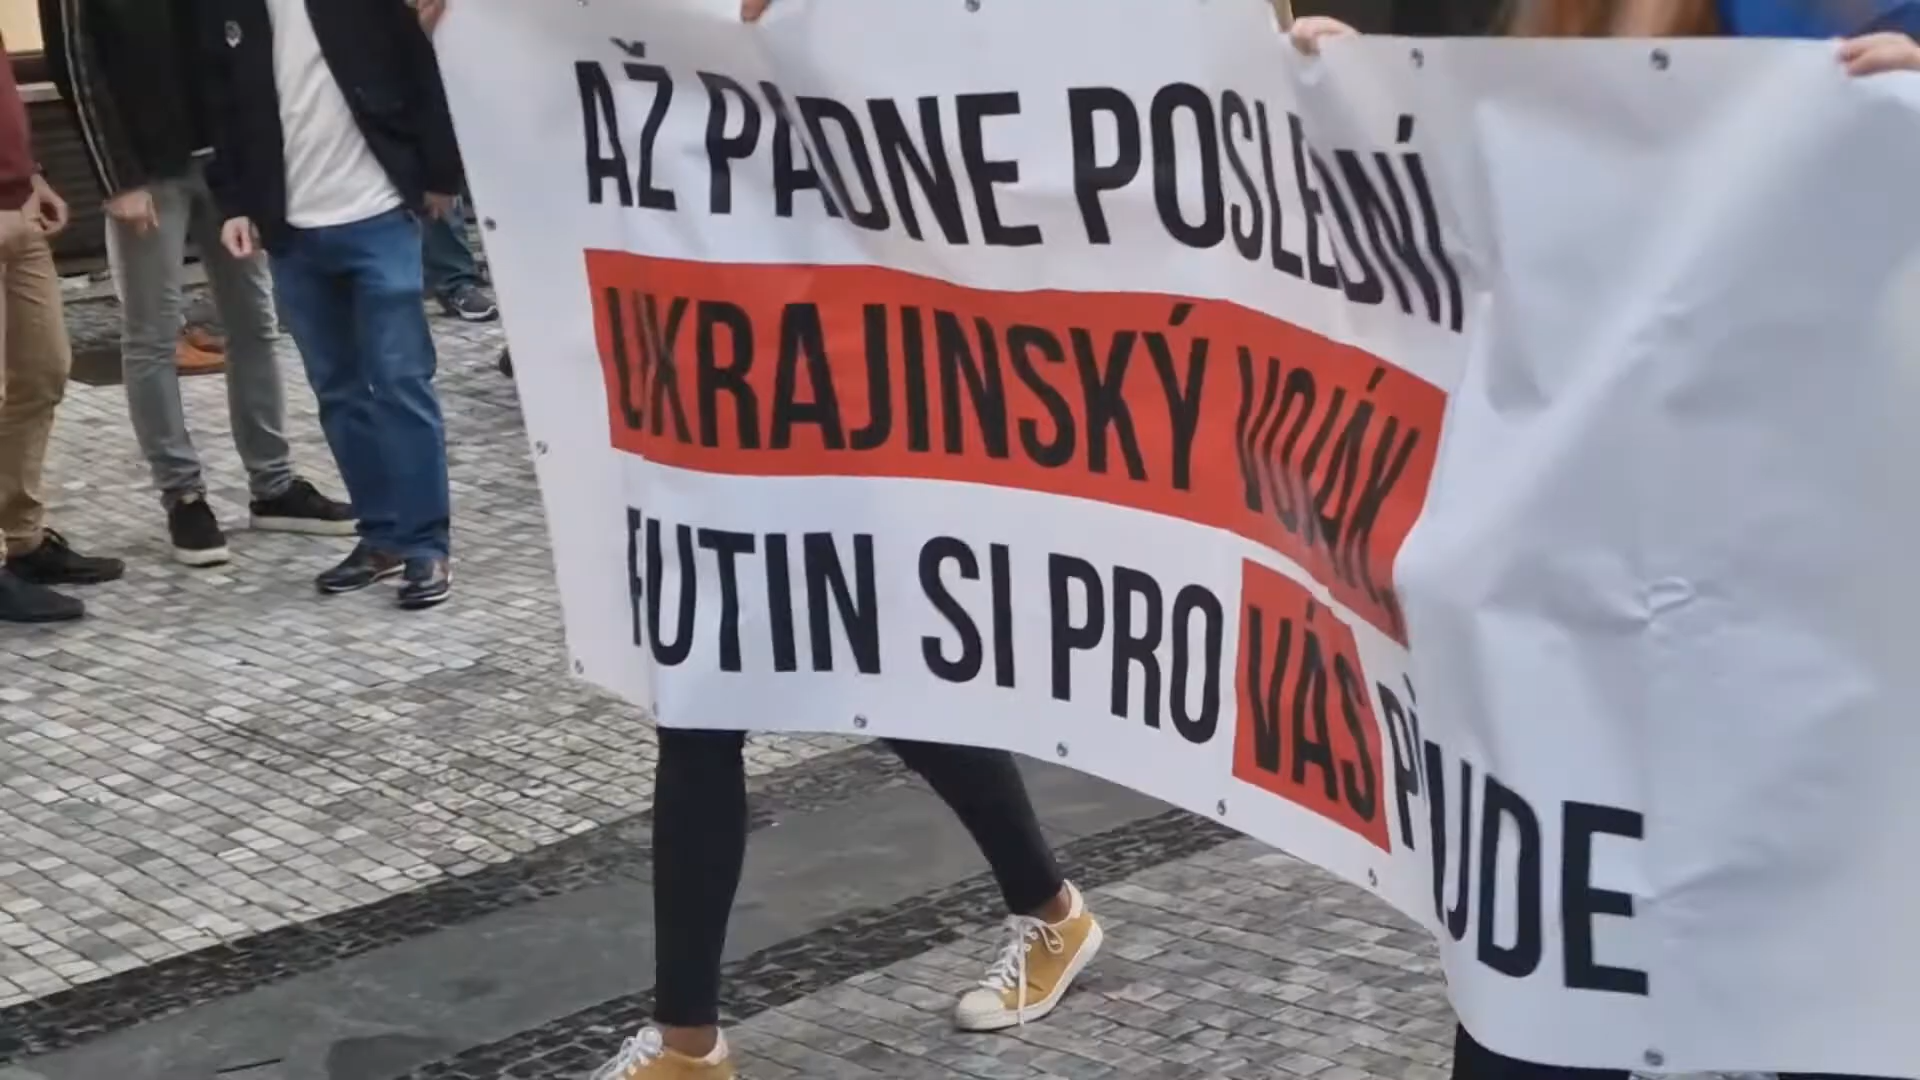 AŽ PADNE POSLEDNÍ
UKRAJINSKÝ VOJÁK,
PUTIN SI PRO VÁS PŮJDE